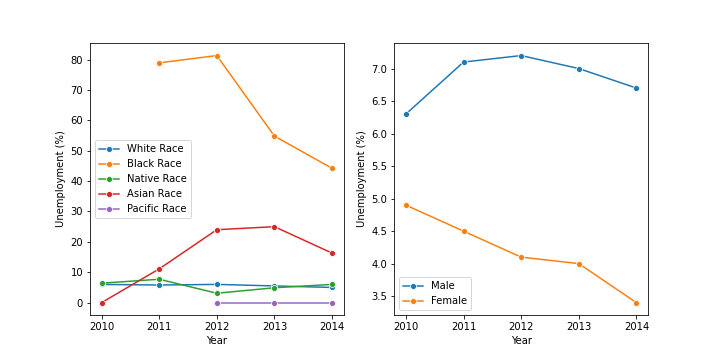 Unemployment (%)
80
70
60
50
40
30
20
10
0
White Race
Black Race
Native Race
Asian Race
Pacific Race
2010 2011 2012 2013 2014
Year
Unemployment (%)
7.0
6.5
6.0
5.5
5.0
4.5
4.0
3.5
Male
Female
2010 2011 2012 2013 2014
Year